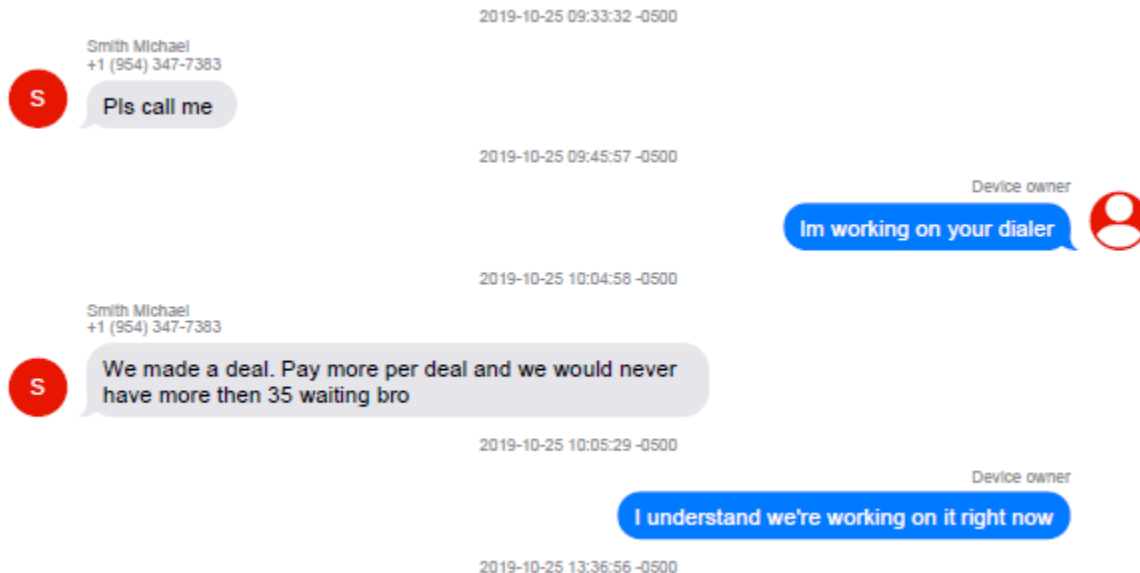 2019-10-25 09:33:32 -0500
Smith Michael
+1 (954) 347-7383
S
Pls call me
2019-10-25 09:45:57 -0500
Device owner
Im working on your dialer
2019-10-25 10:04:58 -0500
Smith Michael
+1 (954) 347-7383
S
We made a deal. Pay more per deal and we would never
have more then 35 waiting bro
2019-10-25 10:05:29 -0500
Device owner
I understand we're working on it right now
2019-10-25 13:36:56 -0500